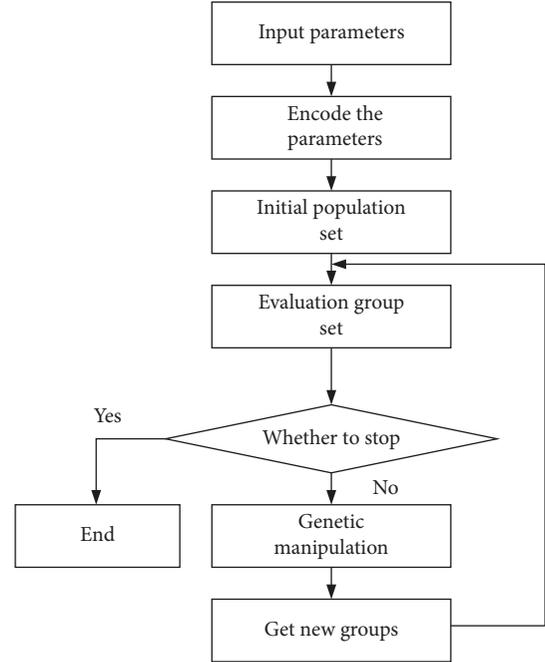 Input parameters
Encode the
parameters
Initial population
set
Evaluation group
set
Whether to stop
Yes
No
End
Genetic
manipulation
Get new groups